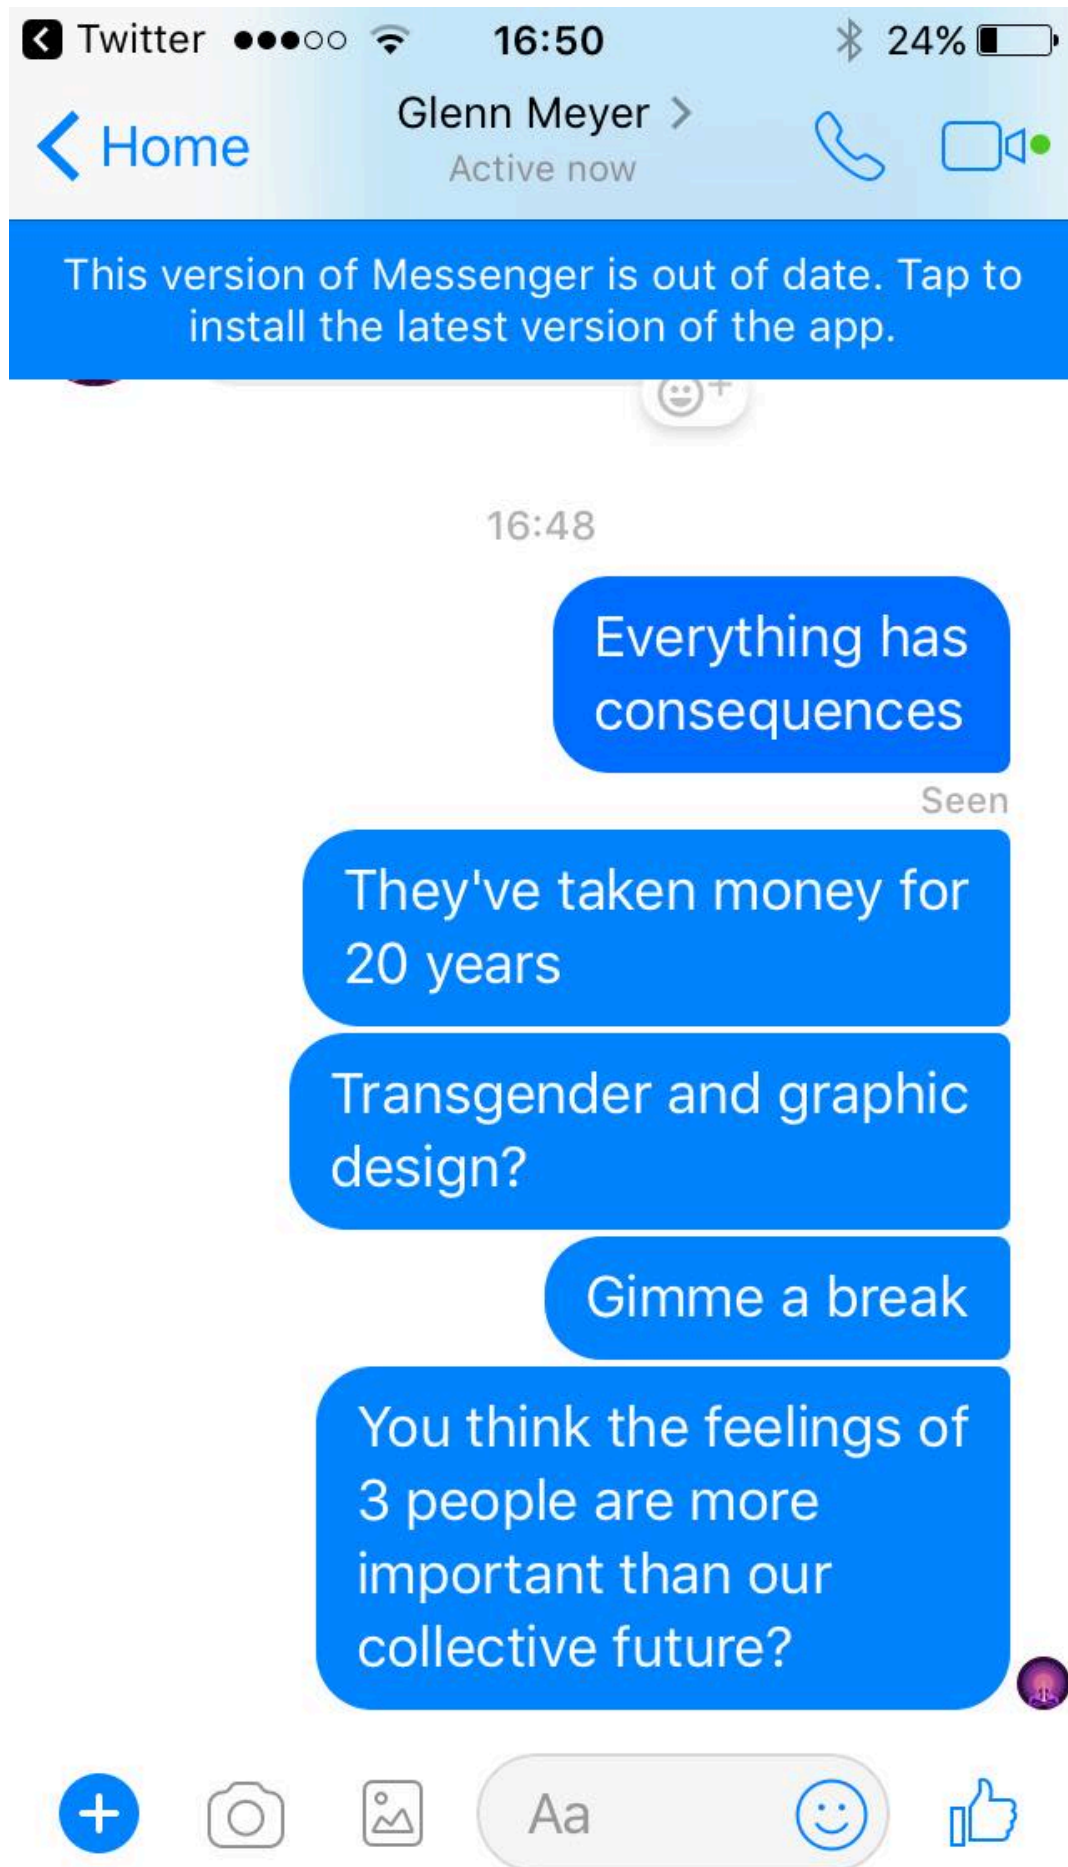 Twitter 16:50 24%
Glenn Meyer
Home
Active now
This version of Messenger is out of date. Tap to
install the latest version of the app.
16:48
Everything has
consequences
Seen
They've taken money for
20 years
Transgender and graphic
design?
Gimme a break
You think the feelings of
3 people are more
important than our
collective future?
Aa